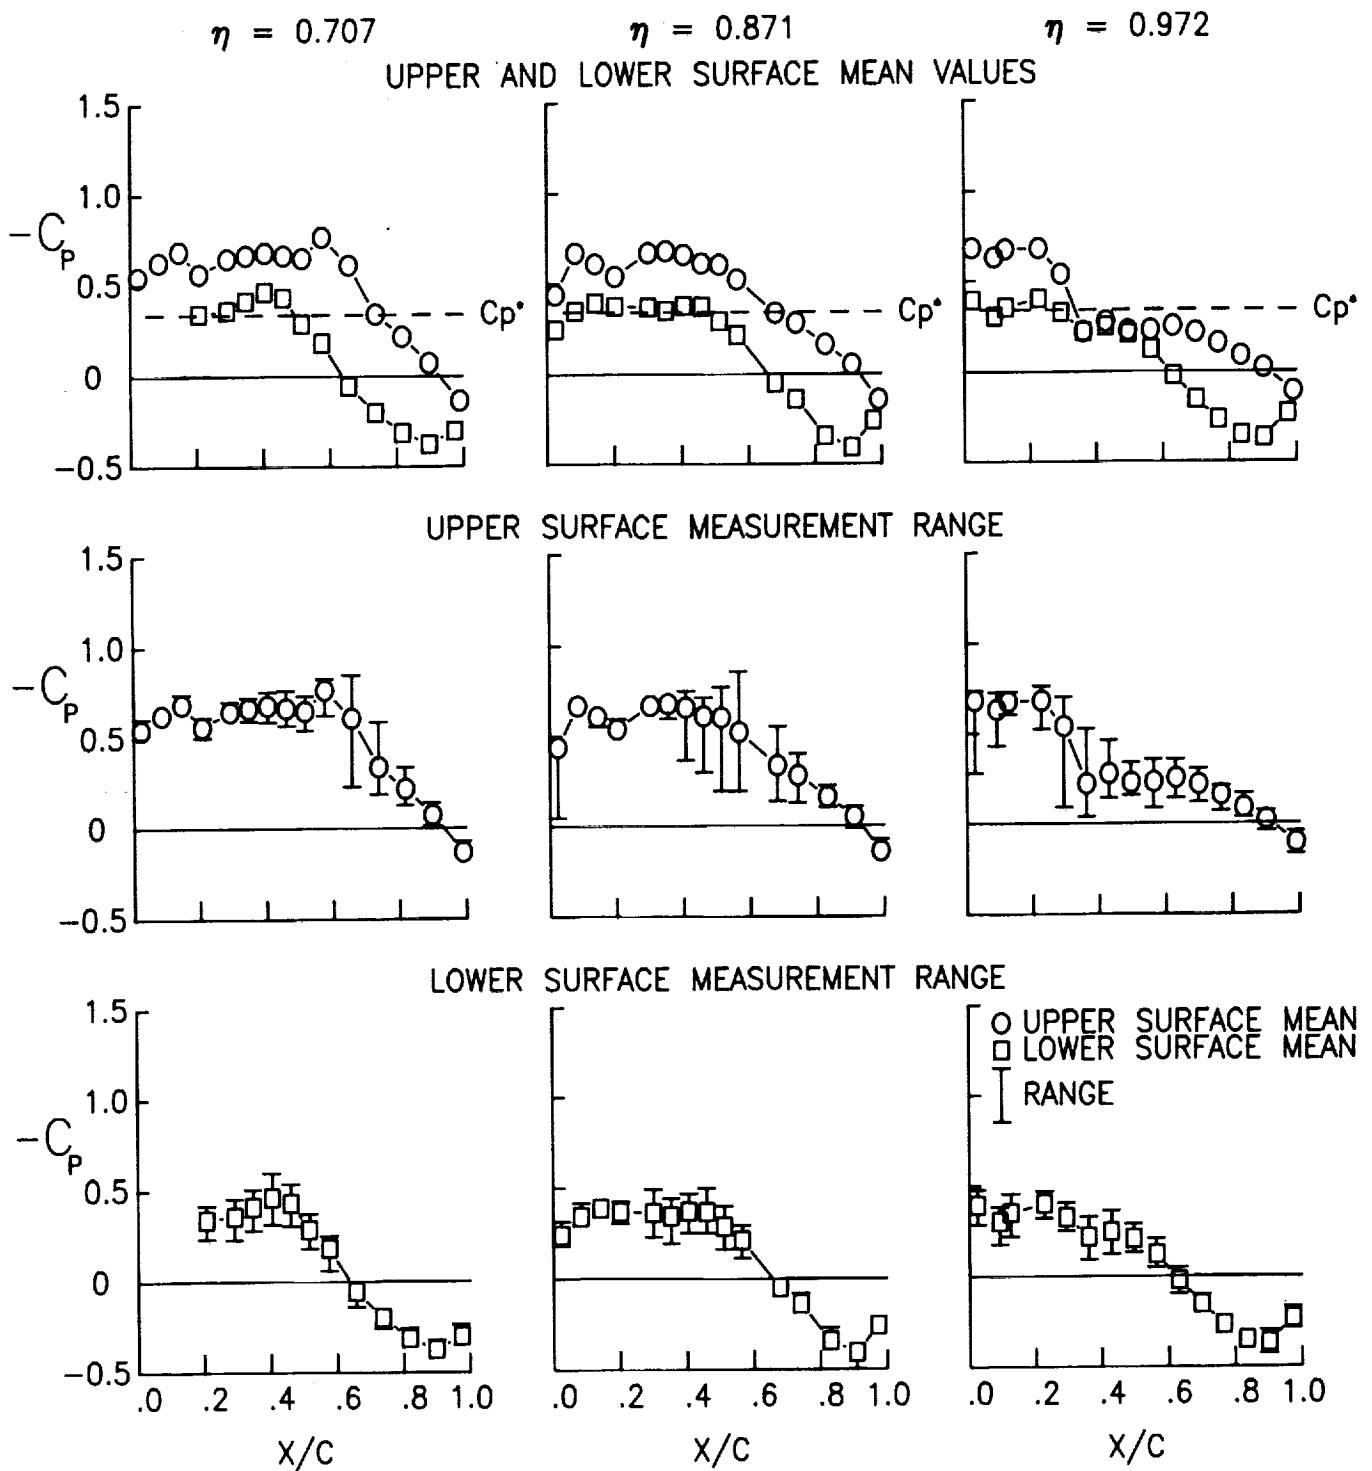 η = 0.707 η = 0.871 η = 0.972
UPPER AND LOWER SURFACE MEAN VALUES
1.5
1.0
-Cp
0.5
Cp* Cp* Cp*
0
-0.5
UPPER SURFACE MEASUREMENT RANGE
1.5
1.0
-Cp
0.5
0
-0.5
LOWER SURFACE MEASUREMENT RANGE
1.5
UPPER SURFACE MEAN
LOWER SURFACE MEAN
RANGE
1.0
-Cp
0.5
0
-0.5
.0 .2 .4 .6 .8 1.0 .0 .2 .4 .6 .8 1.0 .0 .2 .4 .6 .8 1.0
X/C X/C X/C